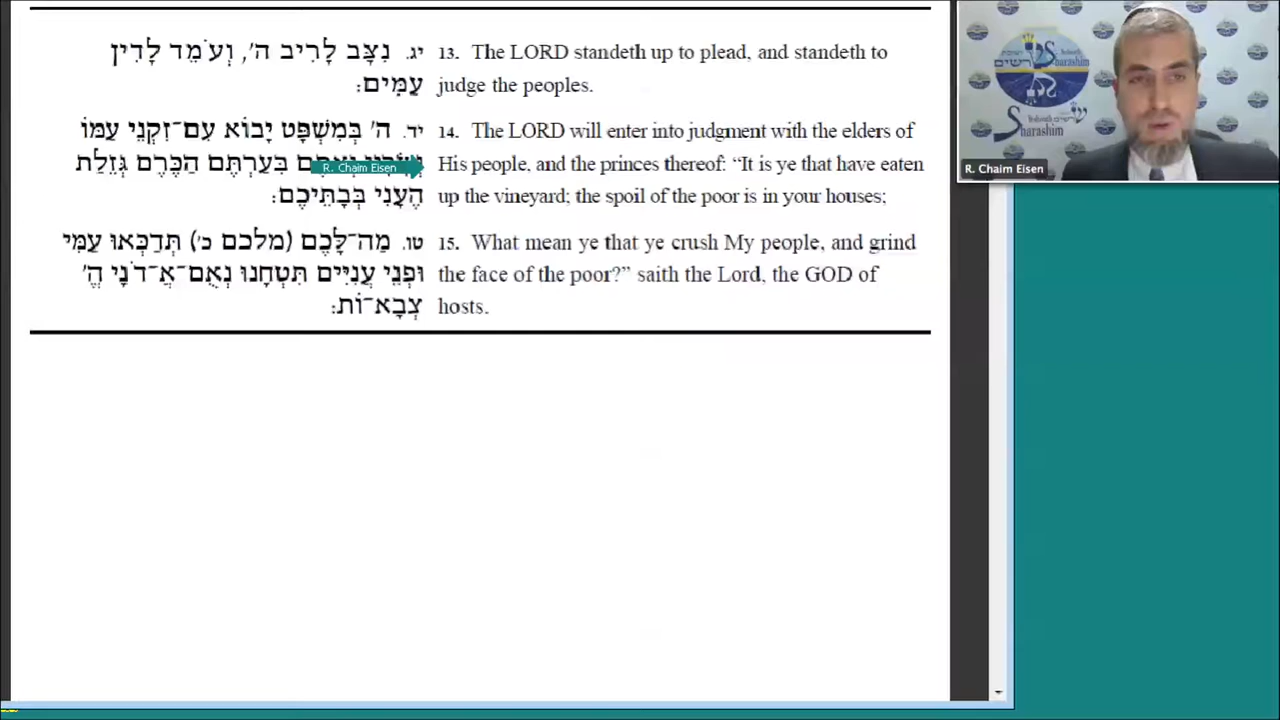 יג. נִצָּב לָרִיב ה', וְעֹמֵד לָדִין
עַמִּים:
13. The LORD standeth up to plead, and standeth to
judge the peoples.
יד. ה' בְּמִשְׁפָּט יָבוֹא עִם־זִקְנֵי עַמּוֹ
בִּעַרְתֶּם הַכֶּרֶם גְּזֵלַת
הֶעָנִי בְּבָתֵּיכֶם:
R. Chaim Eisen
14. The LORD will enter into judgment with the elders of
His people, and the princes thereof: “It is ye that have eaten
up the vineyard; the spoil of the poor is in your houses;
טו. מַה־לָּכֶם (מלכם כ') תְּדַכְּאוּ עַמִּי
וּפְנֵי עֲנִיִּים תִּטְחָנוּ נְאֻם־אֲ־דֹנָי הֱ'
צְבָא־וֹת:
15. What mean ye that ye crush My people, and grind
the face of the poor?” saith the Lord, the GOD of
hosts.
Sharashim
שרשים
Sharashim
R. Chaim Eisen